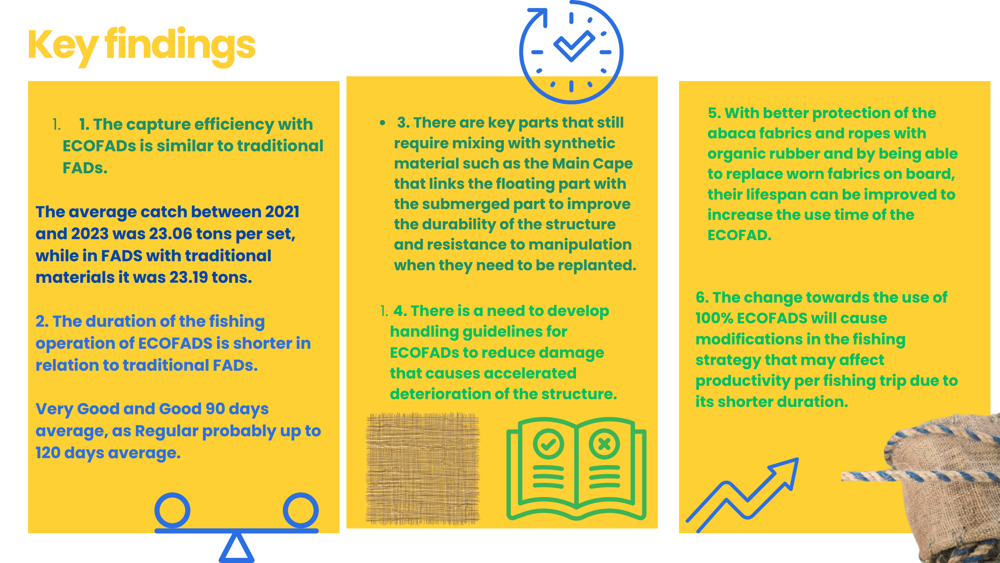 Key findings
1. 1. The capture efficiency with
ECOFADs is similar to traditional
FADs.
The average catch between 2021
and 2023 was 23.06 tons per set,
while in FADS with traditional
materials it was 23.19 tons.
2. The duration of the fishing
operation of ECOFADS is shorter in
relation to traditional FADs.
Very Good and Good 90 days
average, as Regular probably up to
120 days average.
• 3. There are key parts that still
require mixing with synthetic
material such as the Main Cape
that links the floating part with
the submerged part to improve
the durability of the structure
and resistance to manipulation
when they need to be replanted.
1. 4. There is a need to develop
handling guidelines for
ECOFADs to reduce damage
that causes accelerated
deterioration of the structure.
5. With better protection of the
abaca fabrics and ropes with
organic rubber and by being able
to replace worn fabrics on board,
their lifespan can be improved to
increase the use time of the
ECOFAD.
6. The change towards the use of
100% ECOFADS will cause
modifications in the fishing
strategy that may affect
productivity per fishing trip due to
its shorter duration.